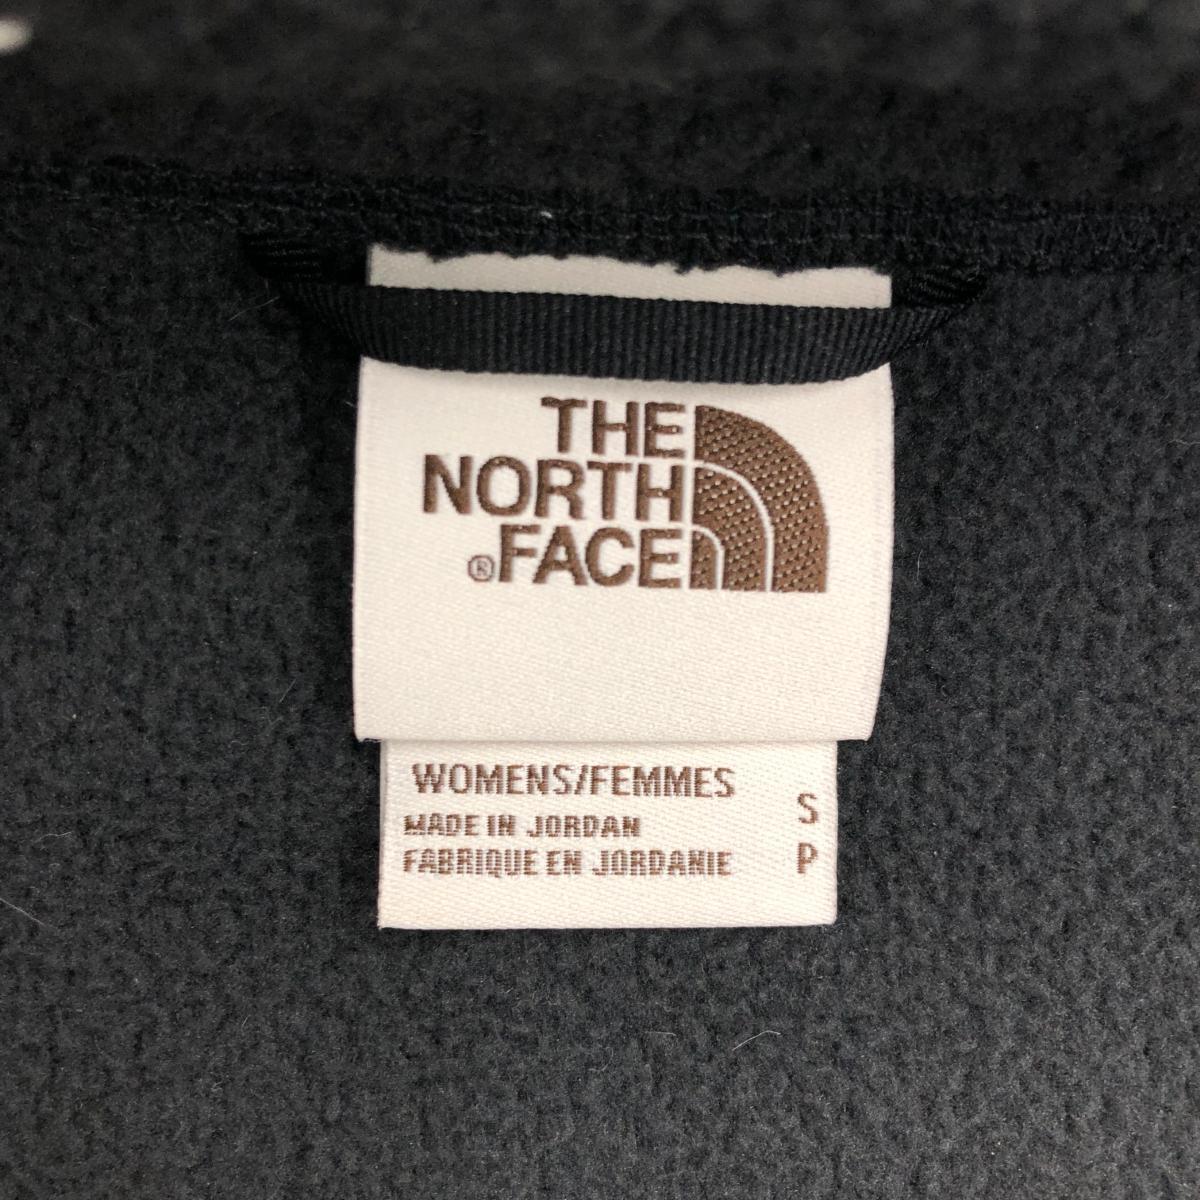 THE
NORTH
®FACE
WOMENS/FEMMES
S
MADE IN JORDAN
FABRIQUE EN JORDANIE
P